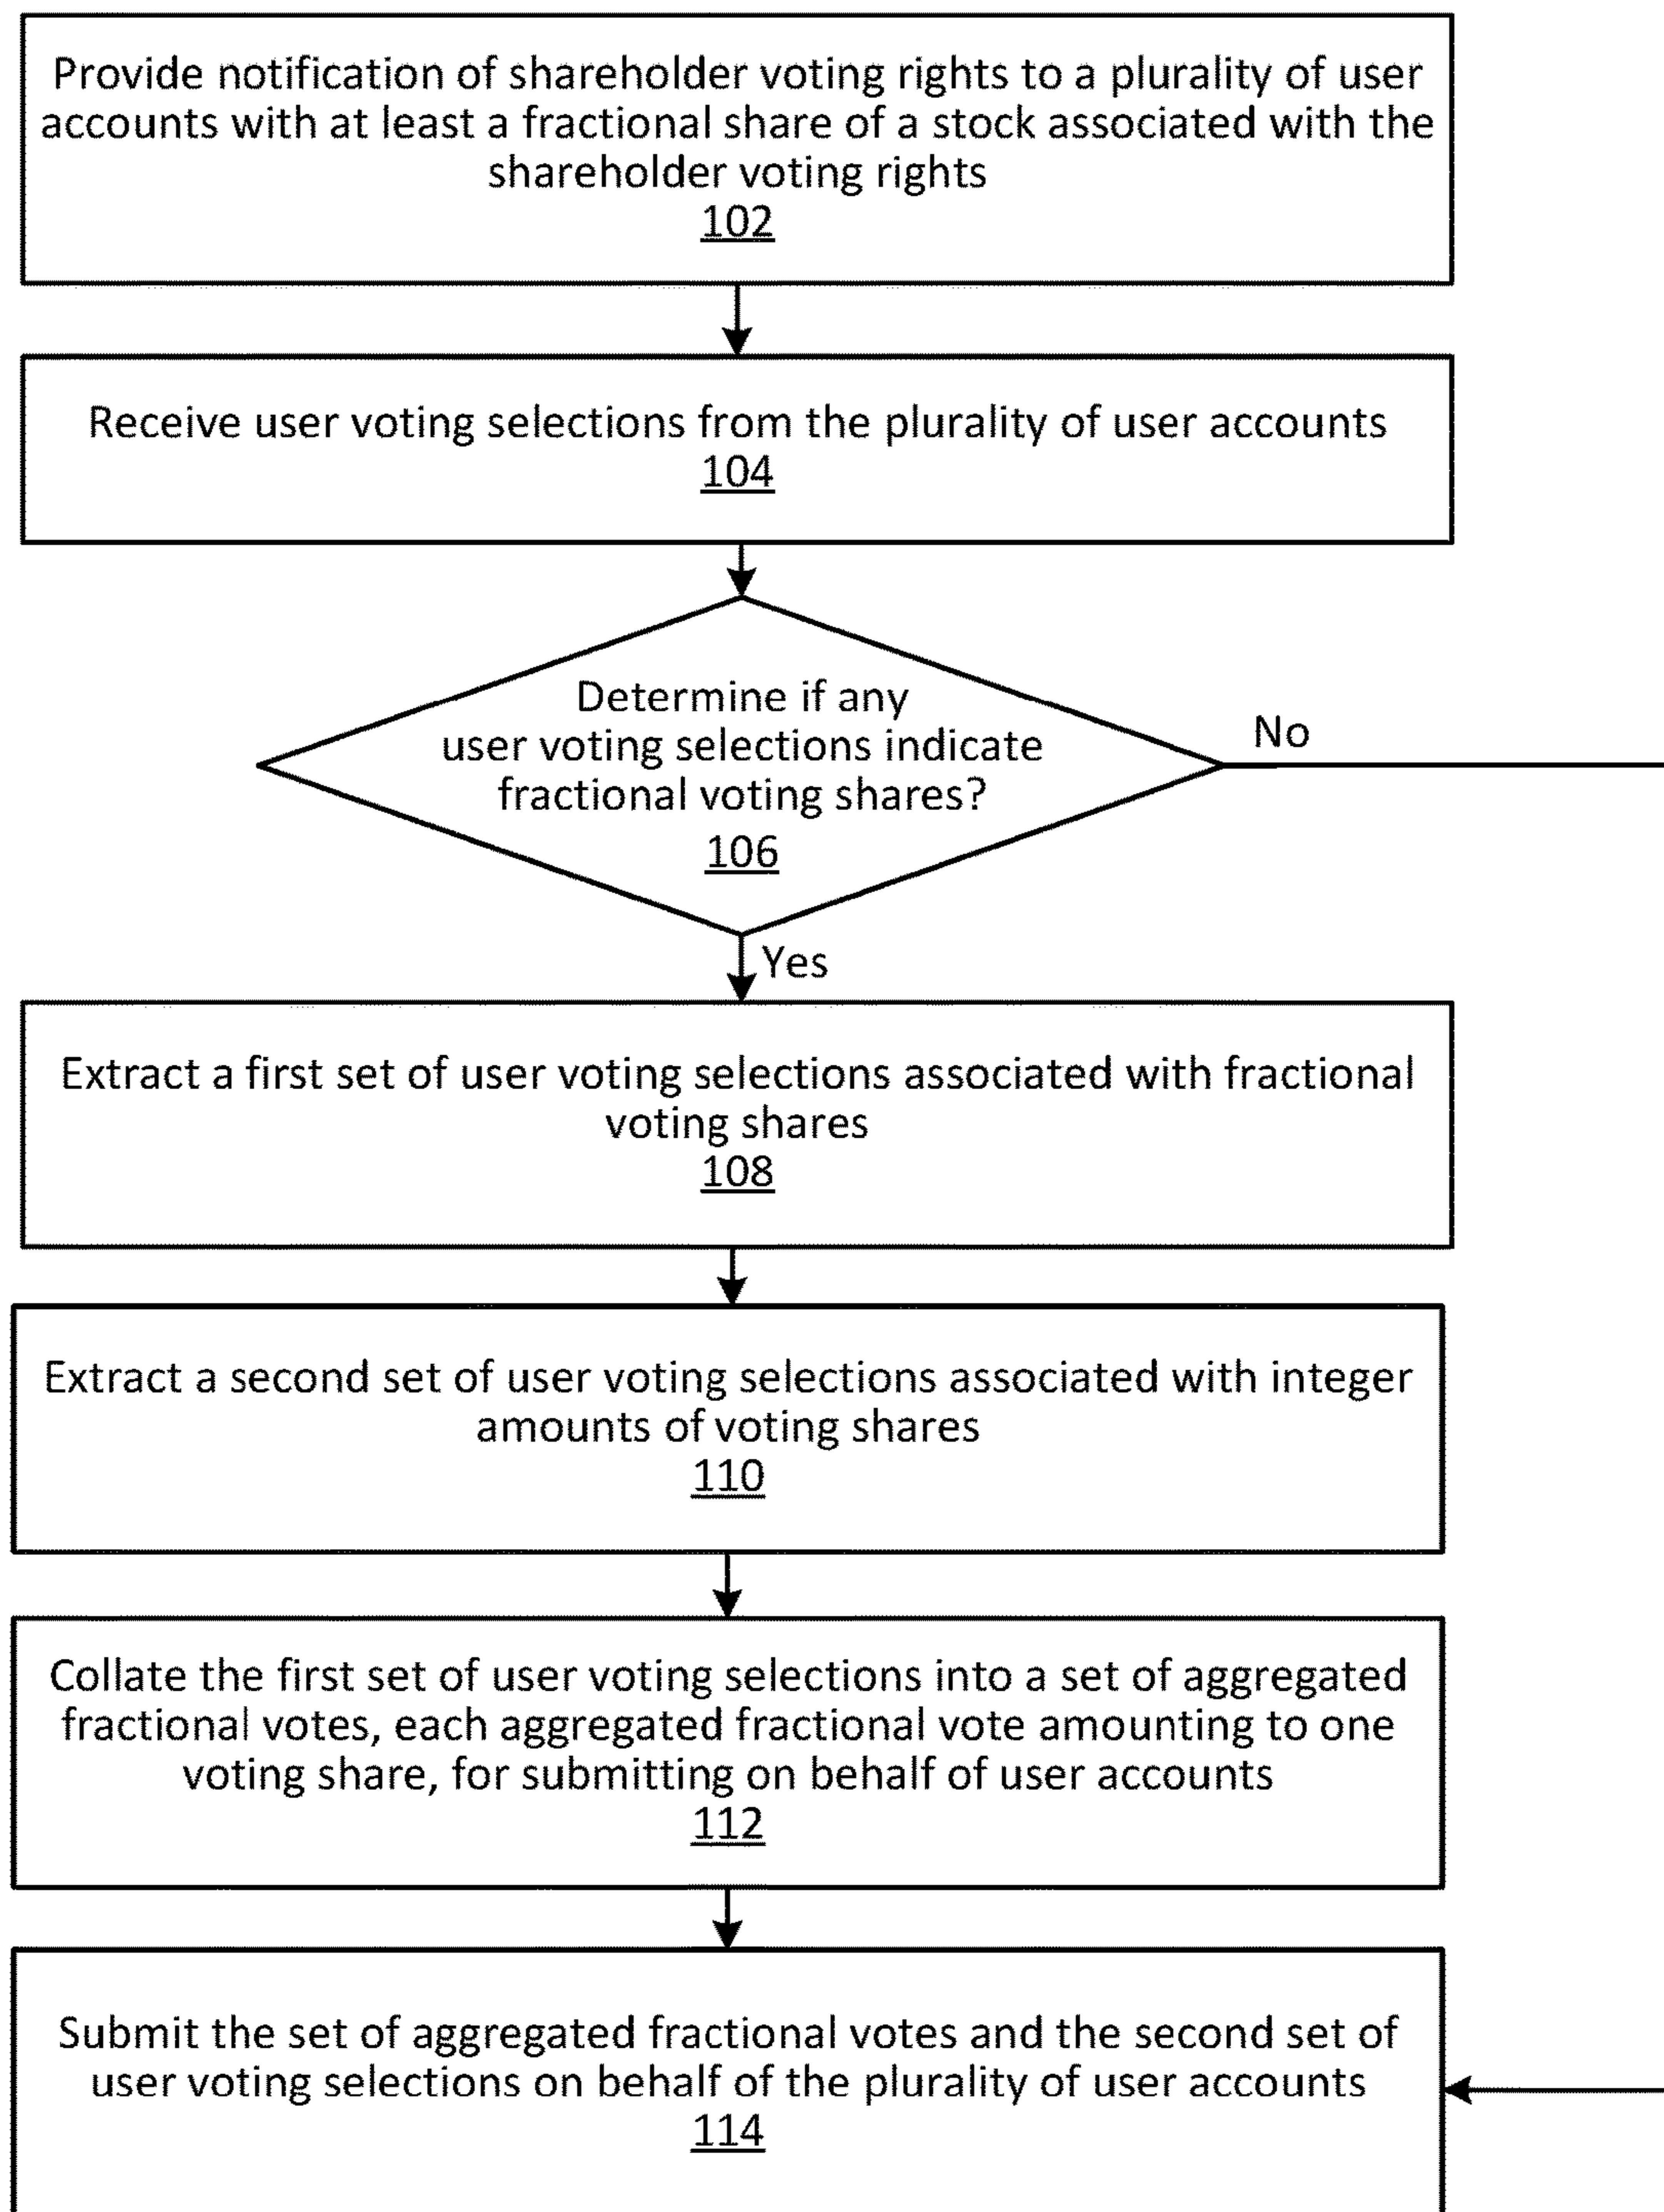 Provide notification of shareholder voting rights to a plurality of user
accounts with at least a fractional share of a stock associated with the
shareholder voting rights
102
Receive user voting selections from the plurality of user accounts
104
Determine if any
user voting selections indicate
fractional voting shares?
106
No
Yes
Extract a first set of user voting selections associated with fractional
voting shares
108
Extract a second set of user voting selections associated with integer
amounts of voting shares
110
Collate the first set of user voting selections into a set of aggregated
fractional votes, each aggregated fractional vote amounting to one
voting share, for submitting on behalf of user accounts
112
Submit the set of aggregated fractional votes and the second set of
user voting selections on behalf of the plurality of user accounts
114